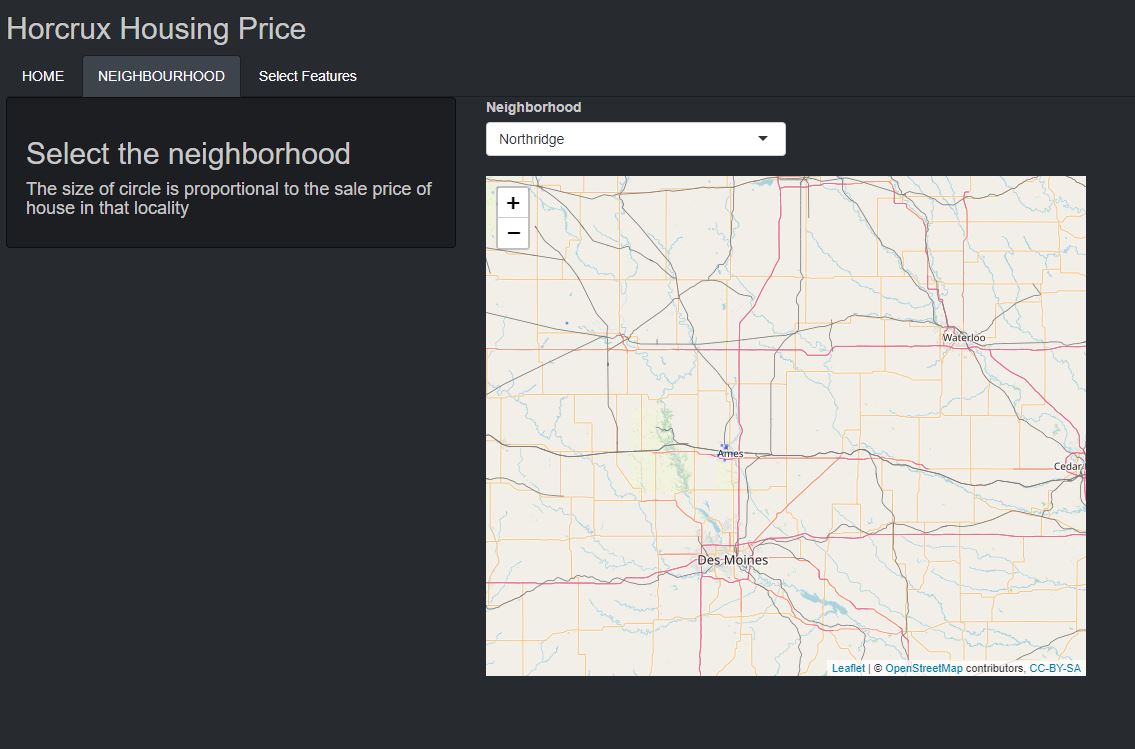 Horcrux Housing Price
HOME
NEIGHBOURHOOD
Select Features
Select the neighborhood
The size of circle is proportional to the sale price of
house in that locality
Neighborhood
Northridge
+
−
Waterloo
Ames
Cedar
Des Moines
Leaflet | © OpenStreetMap contributors, CC-BY-SA